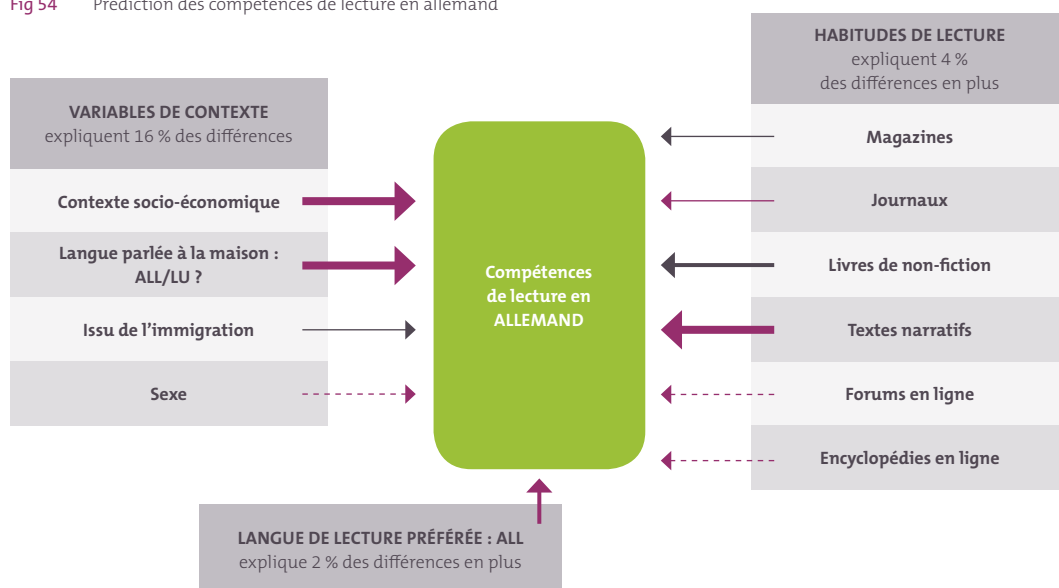 Fig 54 Prédiction des compétences de lecture en allemand
VARIABLES DE CONTEXTE
expliquent 16 % des différences
Contexte socio-économique
Langue parlée à la maison :
ALL/LU ?
Issu de l’immigration
Sexe
Compétences
de lecture en
ALLEMAND
HABITUDES DE LECTURE
expliquent 4 %
des différences en plus
Magazines
Journaux
Livres de non-fiction
Textes narratifs
Forums en ligne
Encyclopédies en ligne
LANGUE DE LECTURE PRÉFÉRÉE : ALL
explique 2 % des différences en plus